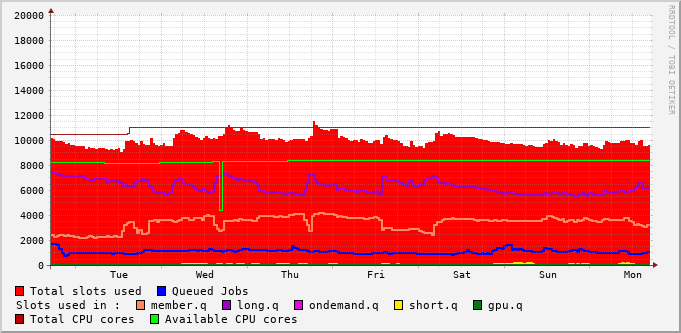 20000
18000
16000
14000
12000
10000
8000
6000
4000
2000
0
Tue Wed Thu Fri Sat Sun Mon
RRDTOOL / TOBI OETIKER
Total slots used Queued Jobs
Slots used in : member.q long.q ondemand.q short.q gpu.q
Total CPU cores Available CPU cores